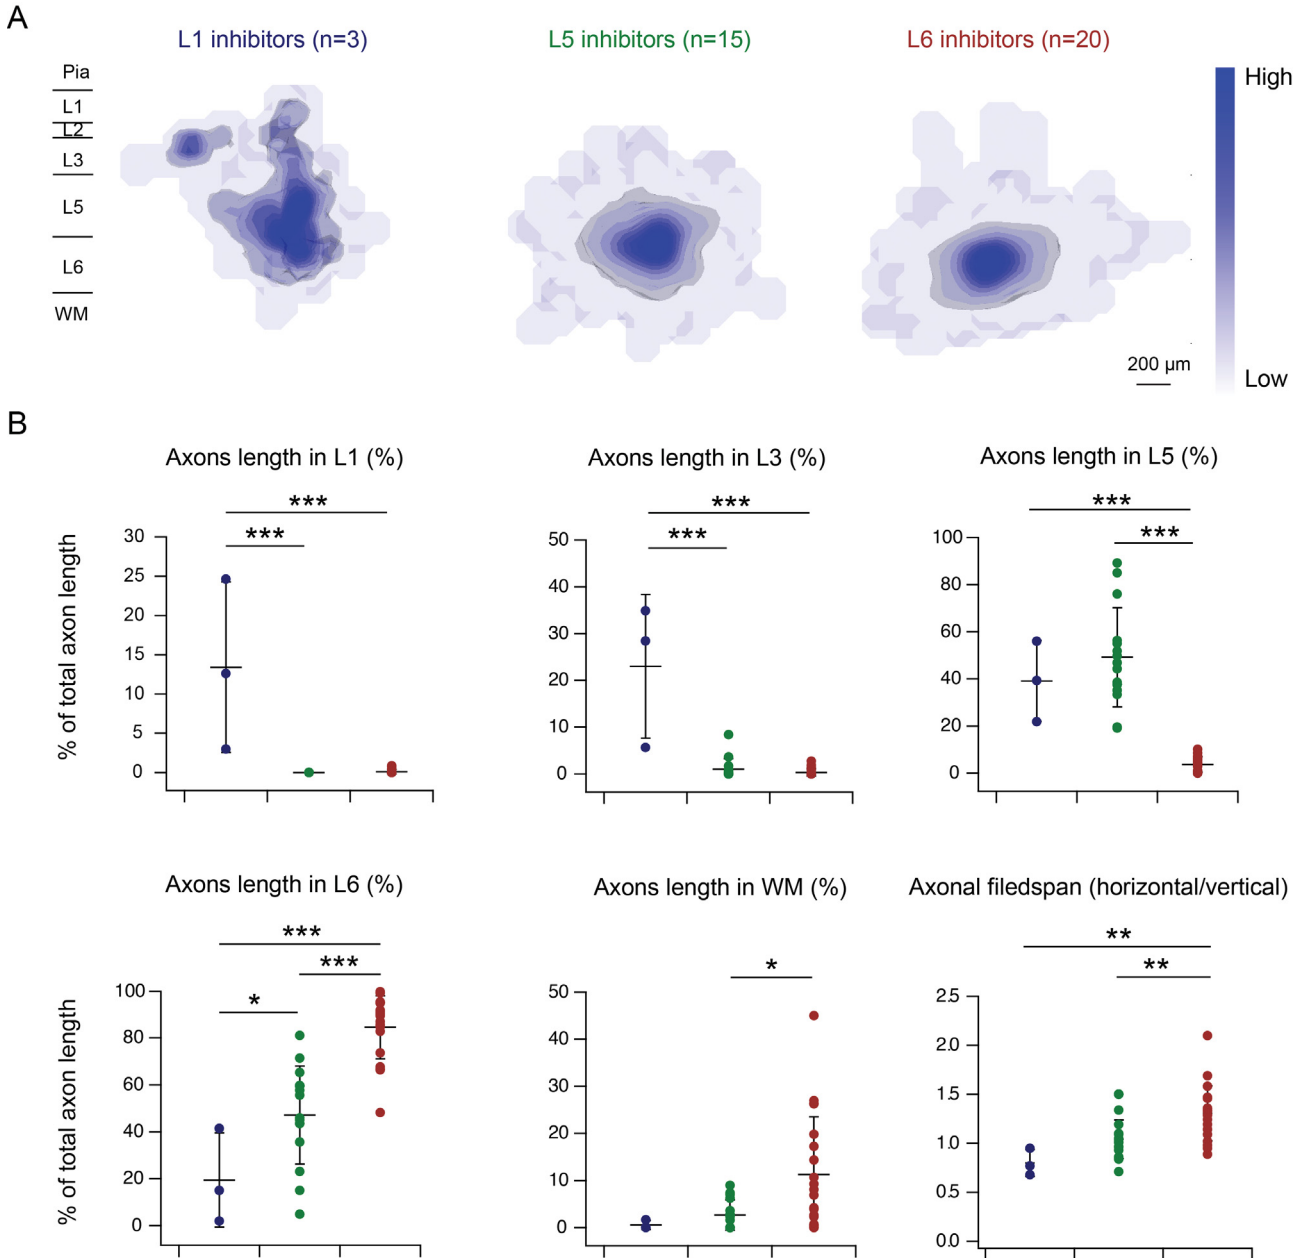 A
L1 inhibitors (n=3)
L5 inhibitors (n=15)
L6 inhibitors (n=20)
Pia
L1
L2
L3
L5
L6
WM
High
Low
200 µm
B
Axons length in L1 (%)
% of total axon length
***
***
30
25
20
15
10
5
0
Axons length in L3 (%)
***
***
50
40
30
20
10
0
Axons length in L5 (%)
***
***
100
80
60
40
20
0
Axons length in L6 (%)
% of total axon length
***
***
*
100
80
60
40
20
0
Axons length in WM (%)
*
50
40
30
20
10
0
Axonal filedspan (horizontal/vertical)
**
**
2.5
2.0
1.5
1.0
0.5
0.0